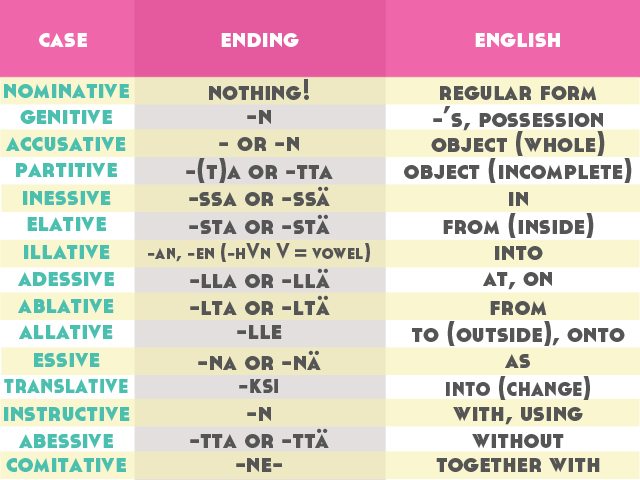 CASE ENDING ENGLISH
NOMINATIVE NOTHING! REGULAR FORM
GENITIVE -N -'S, POSSESSION
ACCUSATIVE - OR -N OBJECT (WHOLE)
PARTITIVE -(T)A OR -TTA OBJECT (INCOMPLETE)
INESSIVE -SSA OR -SSÄ IN
ELATIVE -STA OR -STÄ FROM (INSIDE)
ILLATIVE -AN, -EN (-HVN V = VOWEL) INTO
ADESSIVE -LLA OR -LLÄ AT, ON
ABLATIVE -LTA OR -LTÄ FROM
ALLATIVE -LLE TO (OUTSIDE), ONTO
ESSIVE -NA OR -NÄ AS
TRANSLATIVE -KSI INTO (CHANGE)
INSTRUCTIVE -N WITH, USING
ABESSIVE -TTA OR -TTÄ WITHOUT
COMITATIVE -NE- TOGETHER WITH